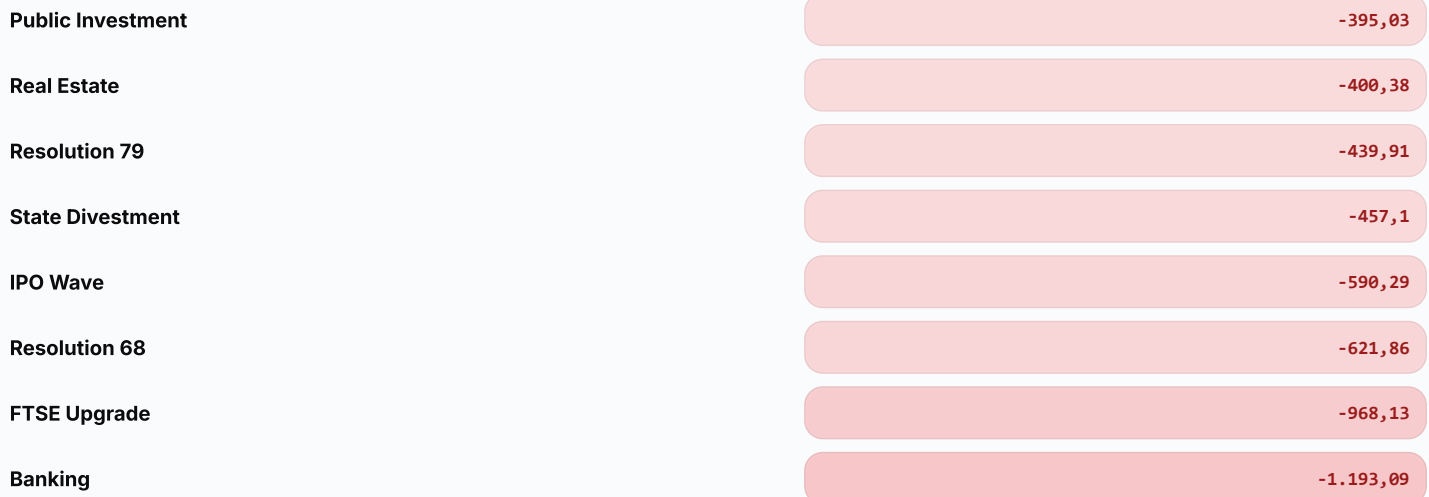 Public Investment -395,03
Real Estate -400,38
Resolution 79 -439,91
State Divestment -457,1
IPO Wave -590,29
Resolution 68 -621,86
FTSE Upgrade -968,13
Banking -1.193,09